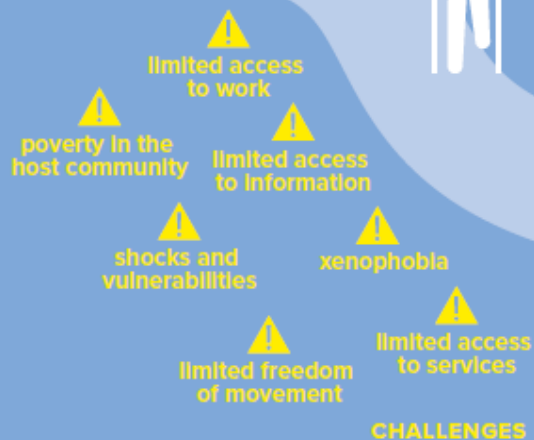 limited access
to work
poverty in the
host community
limited access
to information
shocks and
vulnerabilities
xenophobia
limited access
to services
limited freedom
of movement
CHALLENGES